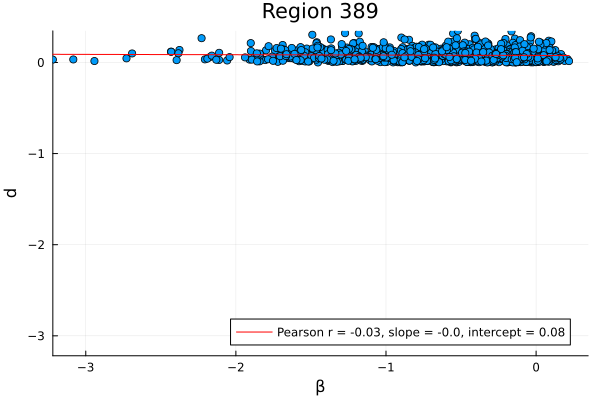 Region 389
d
0
−1
−2
−3
Pearson r = -0.03, slope = -0.0, intercept = 0.08
−3 −2 −1 0
β